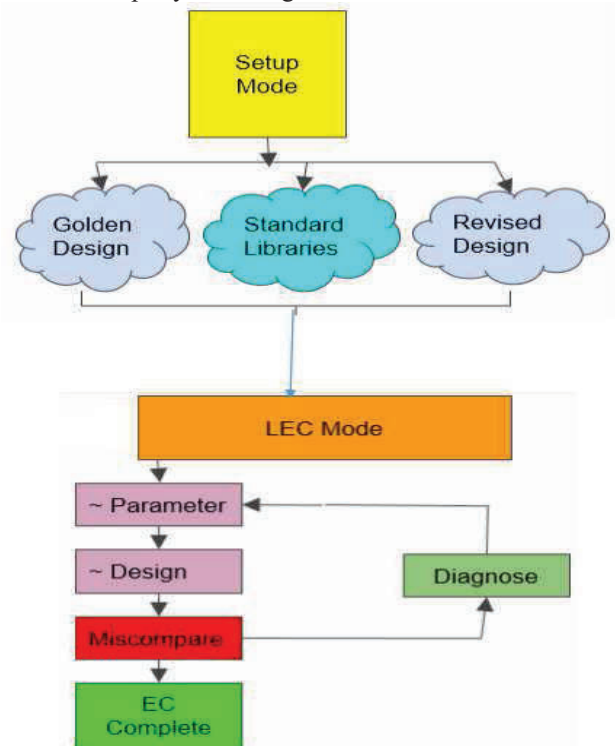 Setup
Mode
Golden
Design
Standard
Libraries
Revised
Design
LEC Mode
~ Parameter
~ Design
Diagnose
Miscompare
EC
Complete